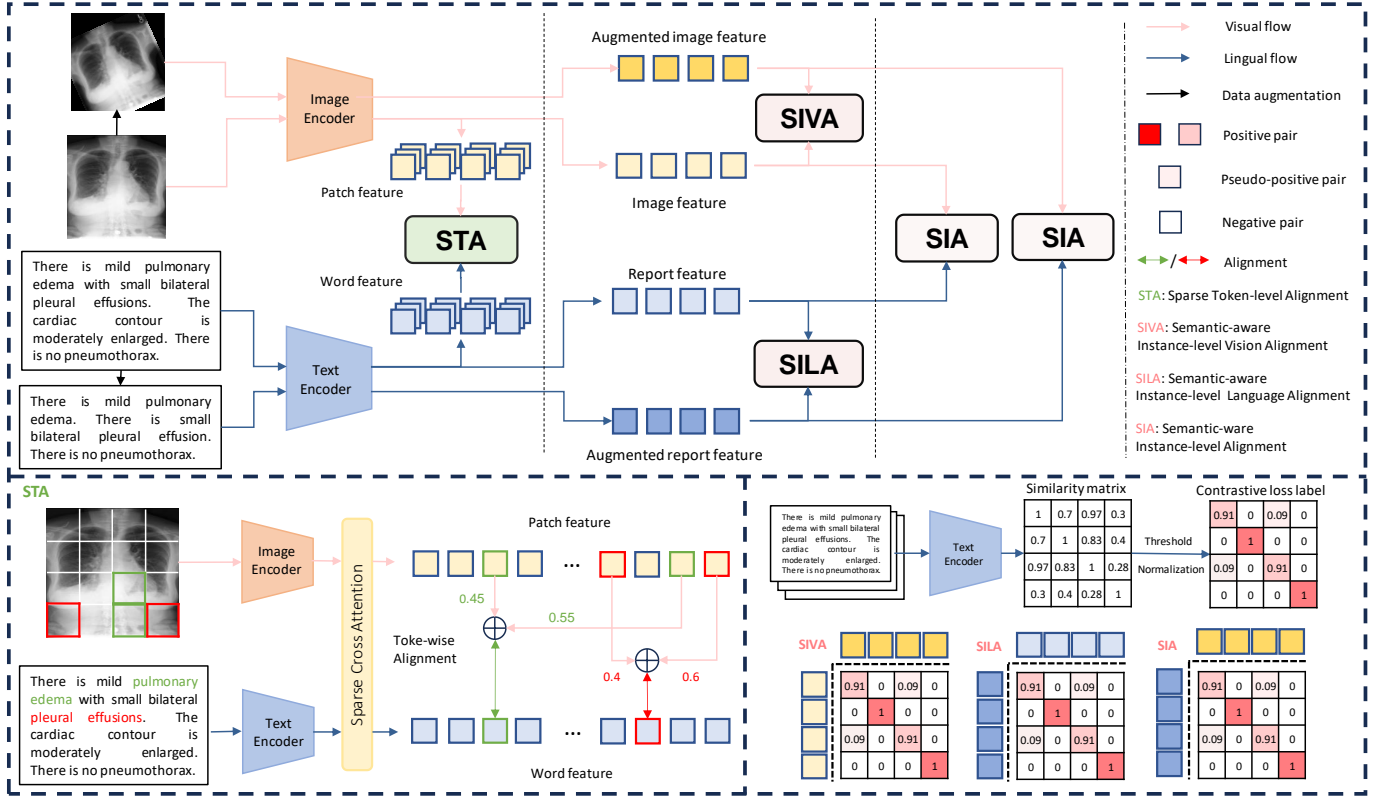 Augmented image feature
Image
Encoder
SIVA
Patch feature
Image feature
STA
SIA
SIA
Word feature
Report feature
There is mild pulmonary
edema with small bilateral
pleural effusions. The
cardiac contour is
moderately enlarged. There
is no pneumothorax.
Text
Encoder
SILA
There is mild pulmonary
edema. There is small
bilateral pleural effusion.
There is no pneumothorax.
Augmented report feature
Visual flow
Lingual flow
Data augmentation
Positive pair
Pseudo-positive pair
Negative pair
/
Alignment
STA: Sparse Token-level Alignment
SIVA: Semantic-aware
Instance-level Vision Alignment
SILA: Semantic-aware
Instance-level Language Alignment
SIA: Semantic-ware
Instance-level Alignment
STA
Image
Encoder
Sparse Cross Attention
Patch feature
...
0.45
0.55
Toke-wise
Alignment
0.4
0.6
There is mild pulmonary
edema with small bilateral
pleural effusions. The
cardiac contour is
moderately enlarged.
There is no pneumothorax.
Text
Encoder
...
Word feature
There is mild pulmonary
edema with small bilateral
pleural effusions. The
cardiac contour is
moderately enlarged.
There is no pneumothorax.
Text
Encoder
Similarity matrix
1 0.7 0.97 0.3
0.7 1 0.83 0.4
0.97 0.83 1 0.28
0.3 0.4 0.28 1
Threshold
Normalization
Contrastive loss label
0.91 0 0.09 0
0 1 0 0
0.09 0 0.91 0
0 0 0 1
SIVA
0.91 0 0.09 0
0 1 0 0
0.09 0 0.91 0
0 0 0 1
SILA
0.91 0 0.09 0
0 1 0 0
0.09 0 0.91 0
0 0 0 1
SIA
0.91 0 0.09 0
0 1 0 0
0.09 0 0.91 0
0 0 0 1